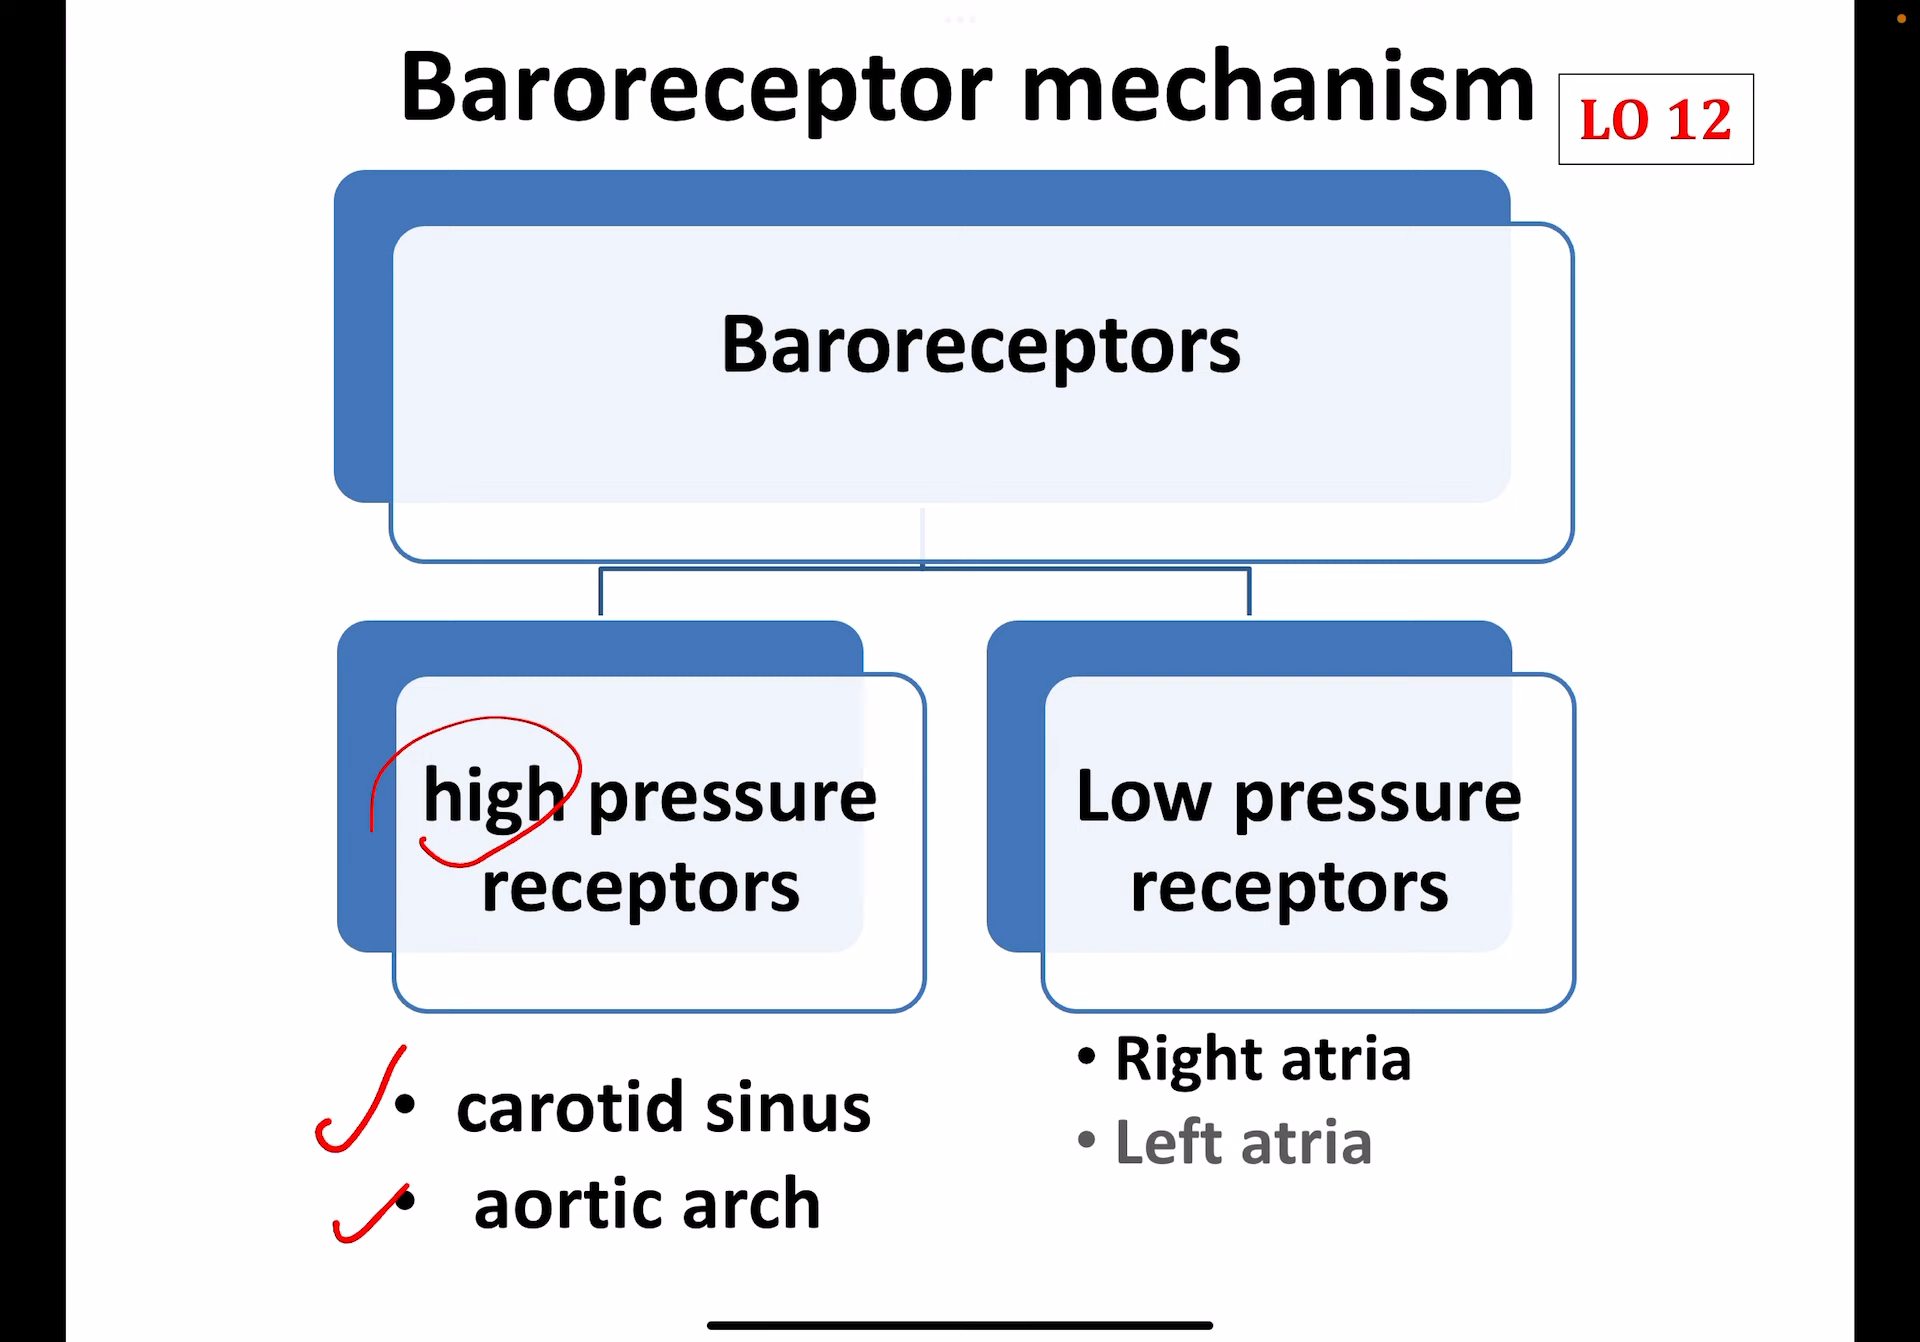 Baroreceptor mechanism
LO 12
Baroreceptors
high pressure
receptors
Low pressure
receptors
• carotid sinus
• aortic arch
• Right atria
• Left atria